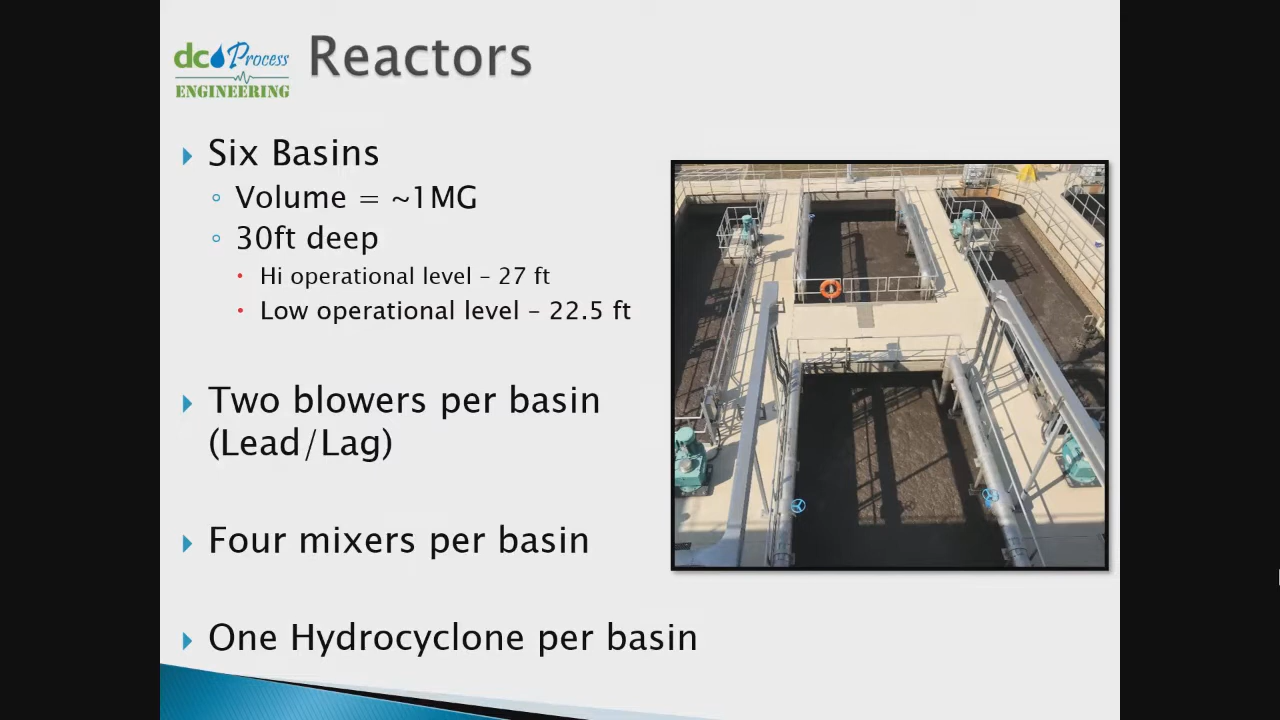 dc Process
ENGINEERING
Reactors
Six Basins
Volume = ~1MG
30ft deep
Hi operational level – 27 ft
Low operational level – 22.5 ft
Two blowers per basin
(Lead/Lag)
Four mixers per basin
One Hydrocyclone per basin